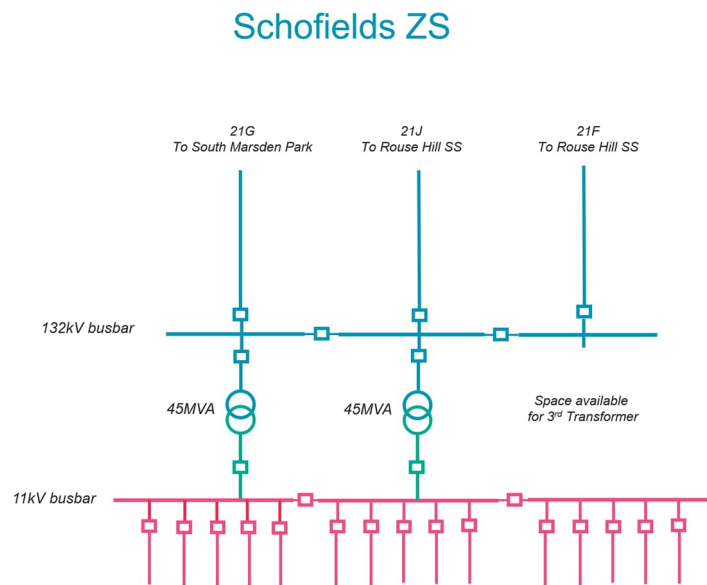 Schofields ZS
21G
To South Marsden Park
21J
To Rouse Hill SS
21F
To Rouse Hill SS
132kV busbar
45MVA
45MVA
Space available
for 3rd Transformer
11kV busbar